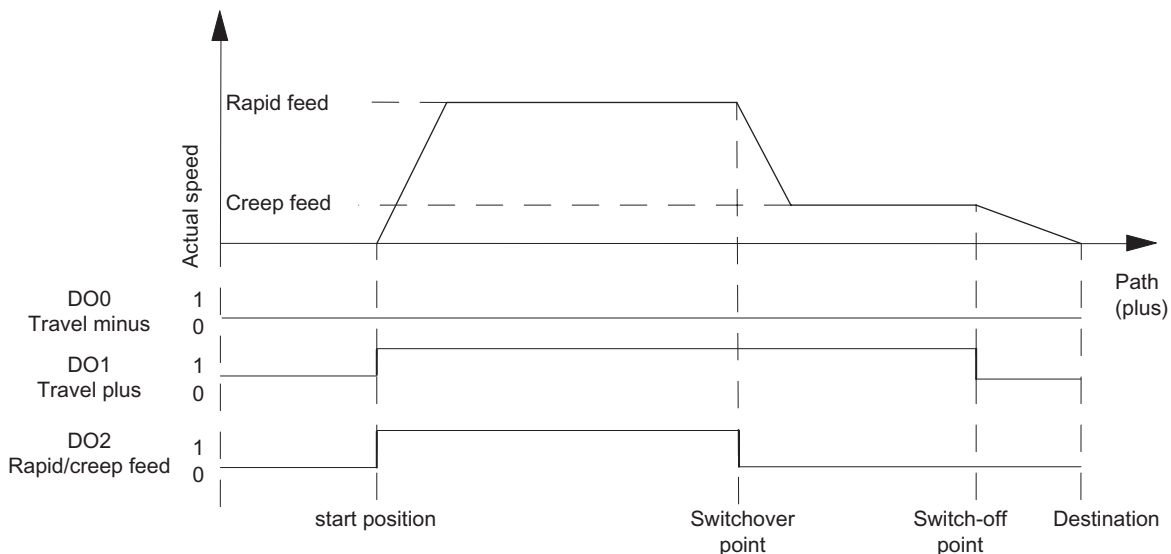 Rapid feed
Creep feed
Actual speed
Path
(plus)
DO0
Travel minus
1
0
DO1
Travel plus
1
0
DO2
Rapid/creep feed
1
0
start position
Switchover
point
Switch-off
point
Destination